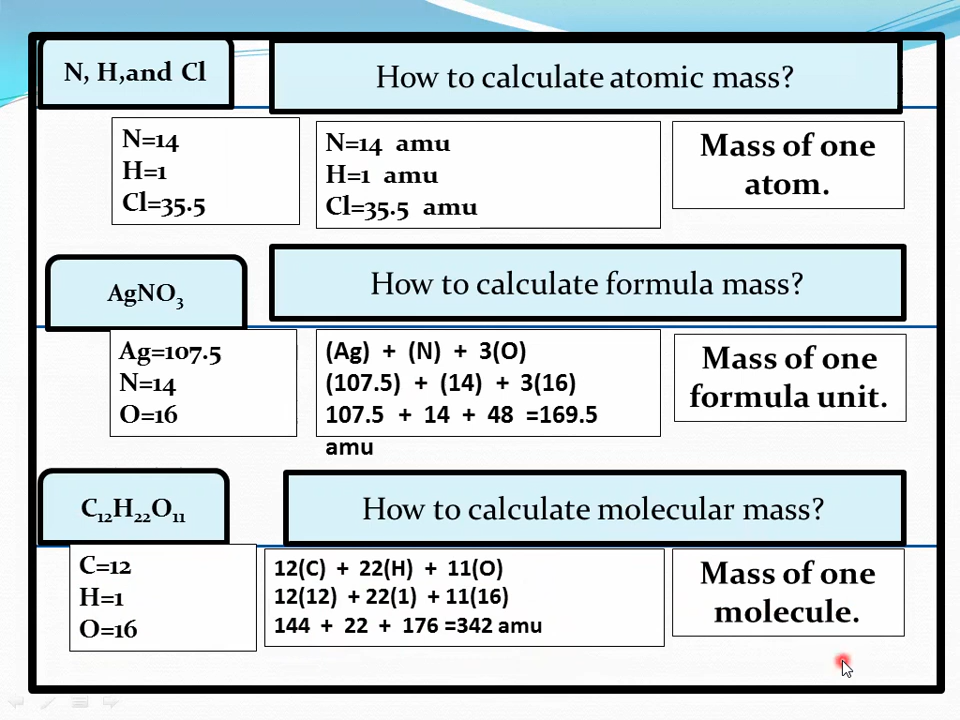 N, H,and Cl
How to calculate atomic mass?
N=14
H=1
Cl=35.5
N=14 amu
H=1 amu
Cl=35.5 amu
Mass of one
atom.
AgNO₃
How to calculate formula mass?
Ag=107.5
N=14
O=16
(Ag) + (N) + 3(O)
(107.5) + (14) + 3(16)
107.5 + 14 + 48 =169.5
amu
Mass of one
formula unit.
C₁₂H₂₂O₁₁
How to calculate molecular mass?
C=12
H=1
O=16
12(C) + 22(H) + 11(O)
12(12) + 22(1) + 11(16)
144 + 22 + 176 =342 amu
Mass of one
molecule.